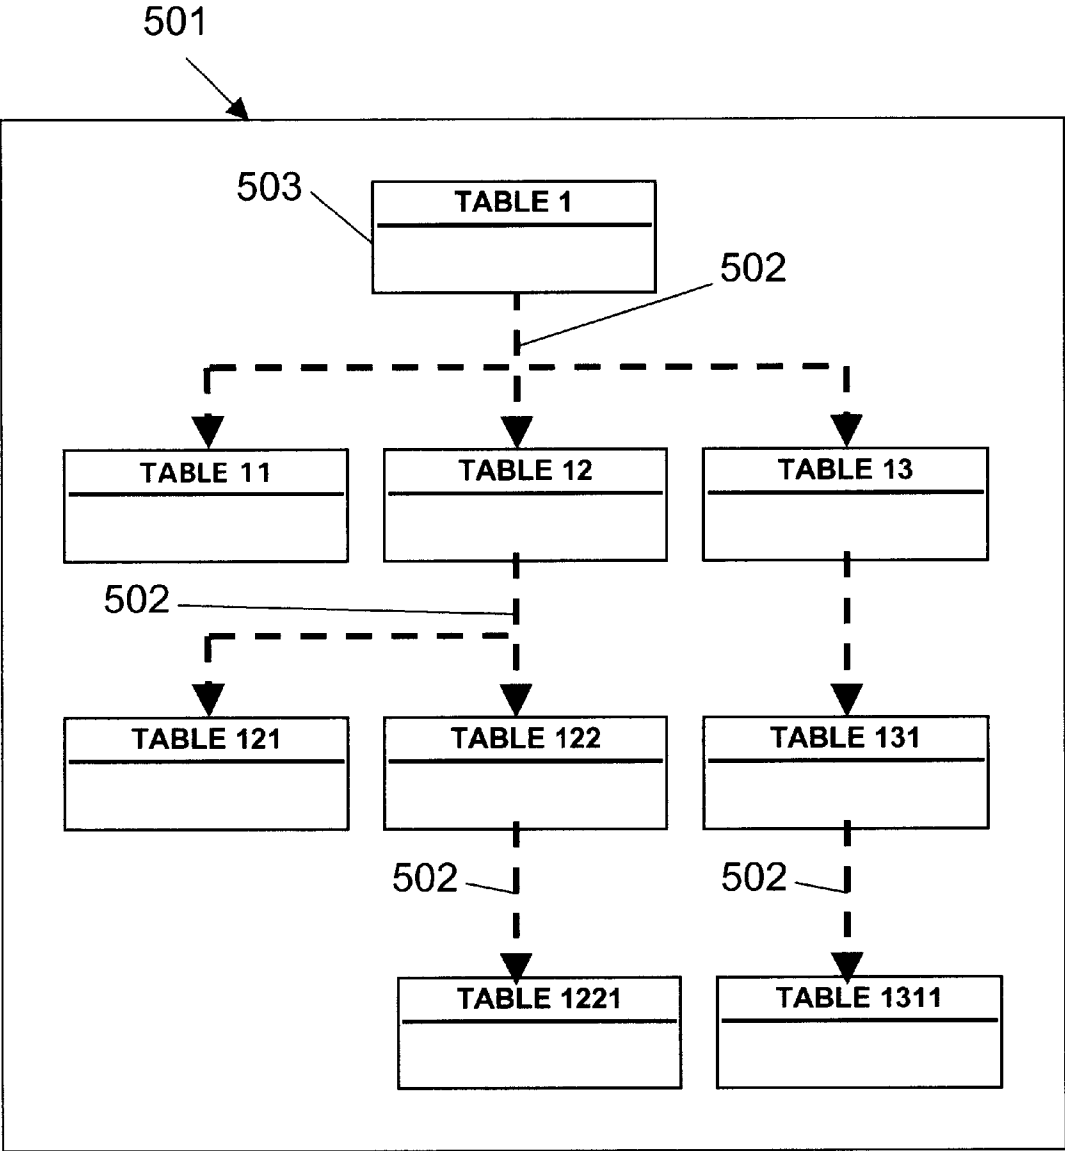 501
503
TABLE 1
502
TABLE 11
TABLE 12
TABLE 13
502
TABLE 121
TABLE 122
TABLE 131
502
502
TABLE 1221
TABLE 1311